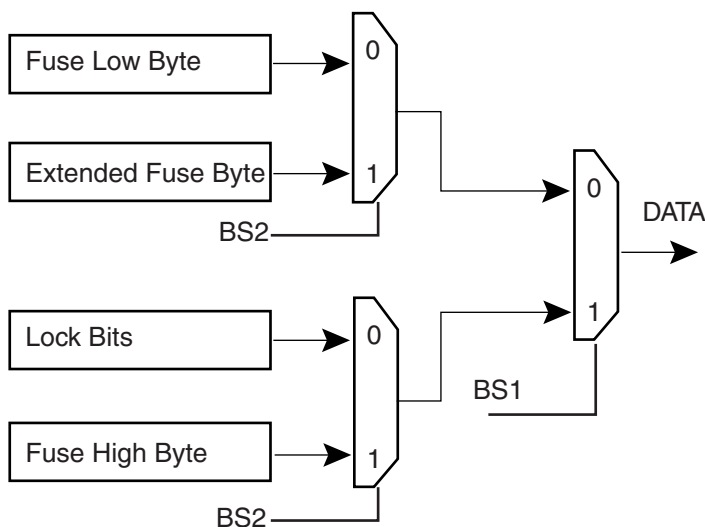 Fuse Low Byte
0
Extended Fuse Byte
1
BS2
0
DATA
1
Lock Bits
0
BS1
Fuse High Byte
1
BS2